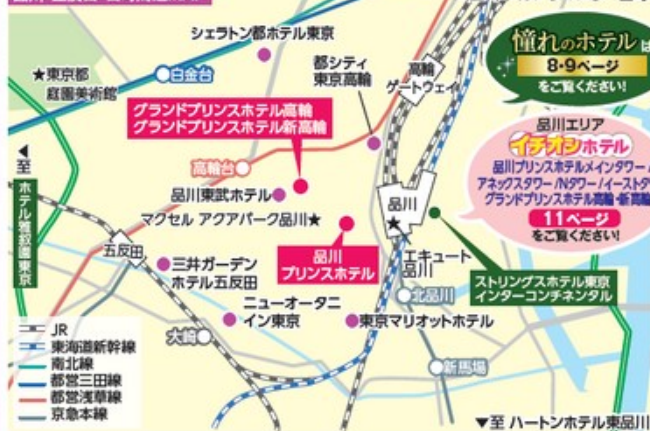 シェラトン都ホテル東京
★東京都
庭園美術館
白金台
都シティ
東京高輪
高輪
ゲートウェイ
憧れのホテルは
8・9ページ
をご覧ください!
グランドプリンスホテル高輪
グランドプリンスホテル新高輪
品川エリア
イチオシホテル
品川プリンスホテルメインタワー/
アネックスタワー/Nタワー/イーストタ
グランドプリンスホテル高輪・新高輪
11ページ
をご覧ください!
高輪台
◀至
ホテル雅叙園東京
品川東武ホテル
マクセル アクアパーク品川★
品川
★
五反田
品川
プリンスホテル
エキュート
品川
三井ガーデン
ホテル五反田
ストリングスホテル東京
インターコンチネンタル
北品川
ニューオータニ
イン東京
東京マリオットホテル
大崎
新馬場
JR
東海道新幹線
南北線
都営三田線
都営浅草線
京急本線
▼至 ハートンホテル東品川